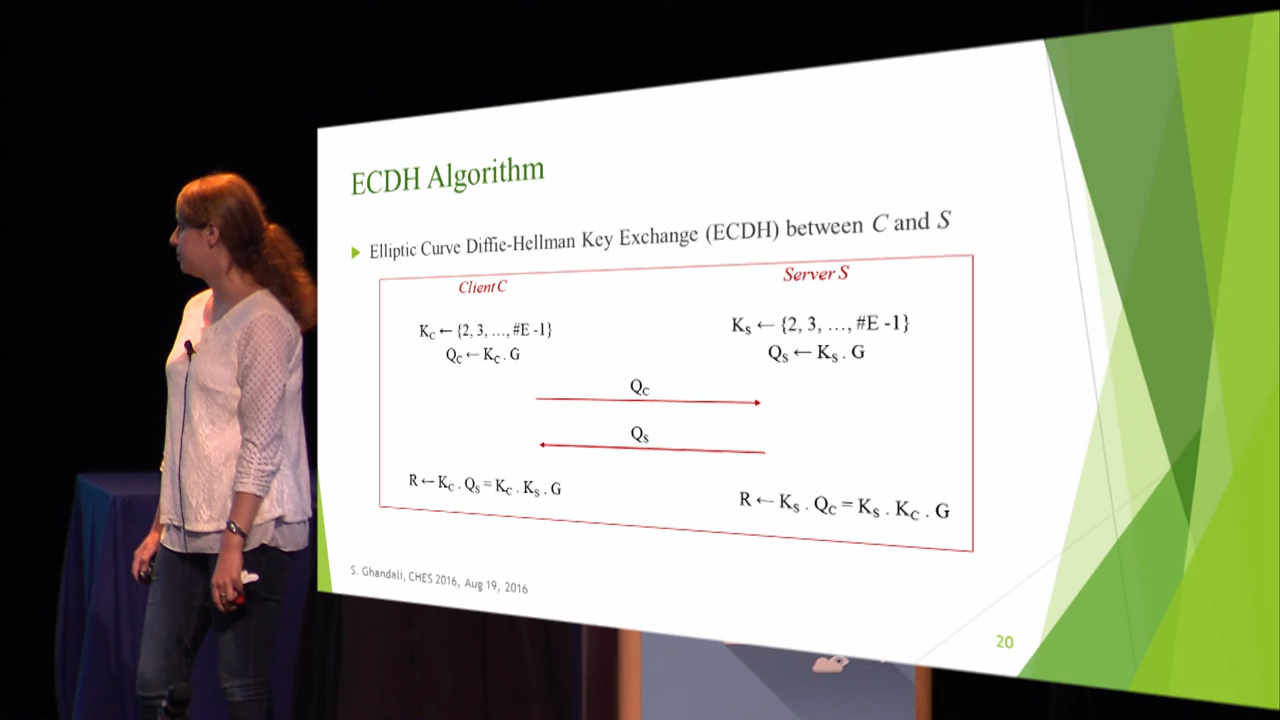 ECDH Algorithm
Elliptic Curve Diffie-Hellman Key Exchange (ECDH) between C and S
Client C
Server S
K_C ← {2, 3, …, #E -1}
K_S ← {2, 3, …, #E -1}
Q_C ← K_C . G
Q_S ← K_S . G
Q_C
Q_S
R ← K_C . Q_S = K_C . K_S . G
R ← K_S . Q_C = K_S . K_C . G
S. Ghandali, CHES 2016, Aug 19, 2016
20